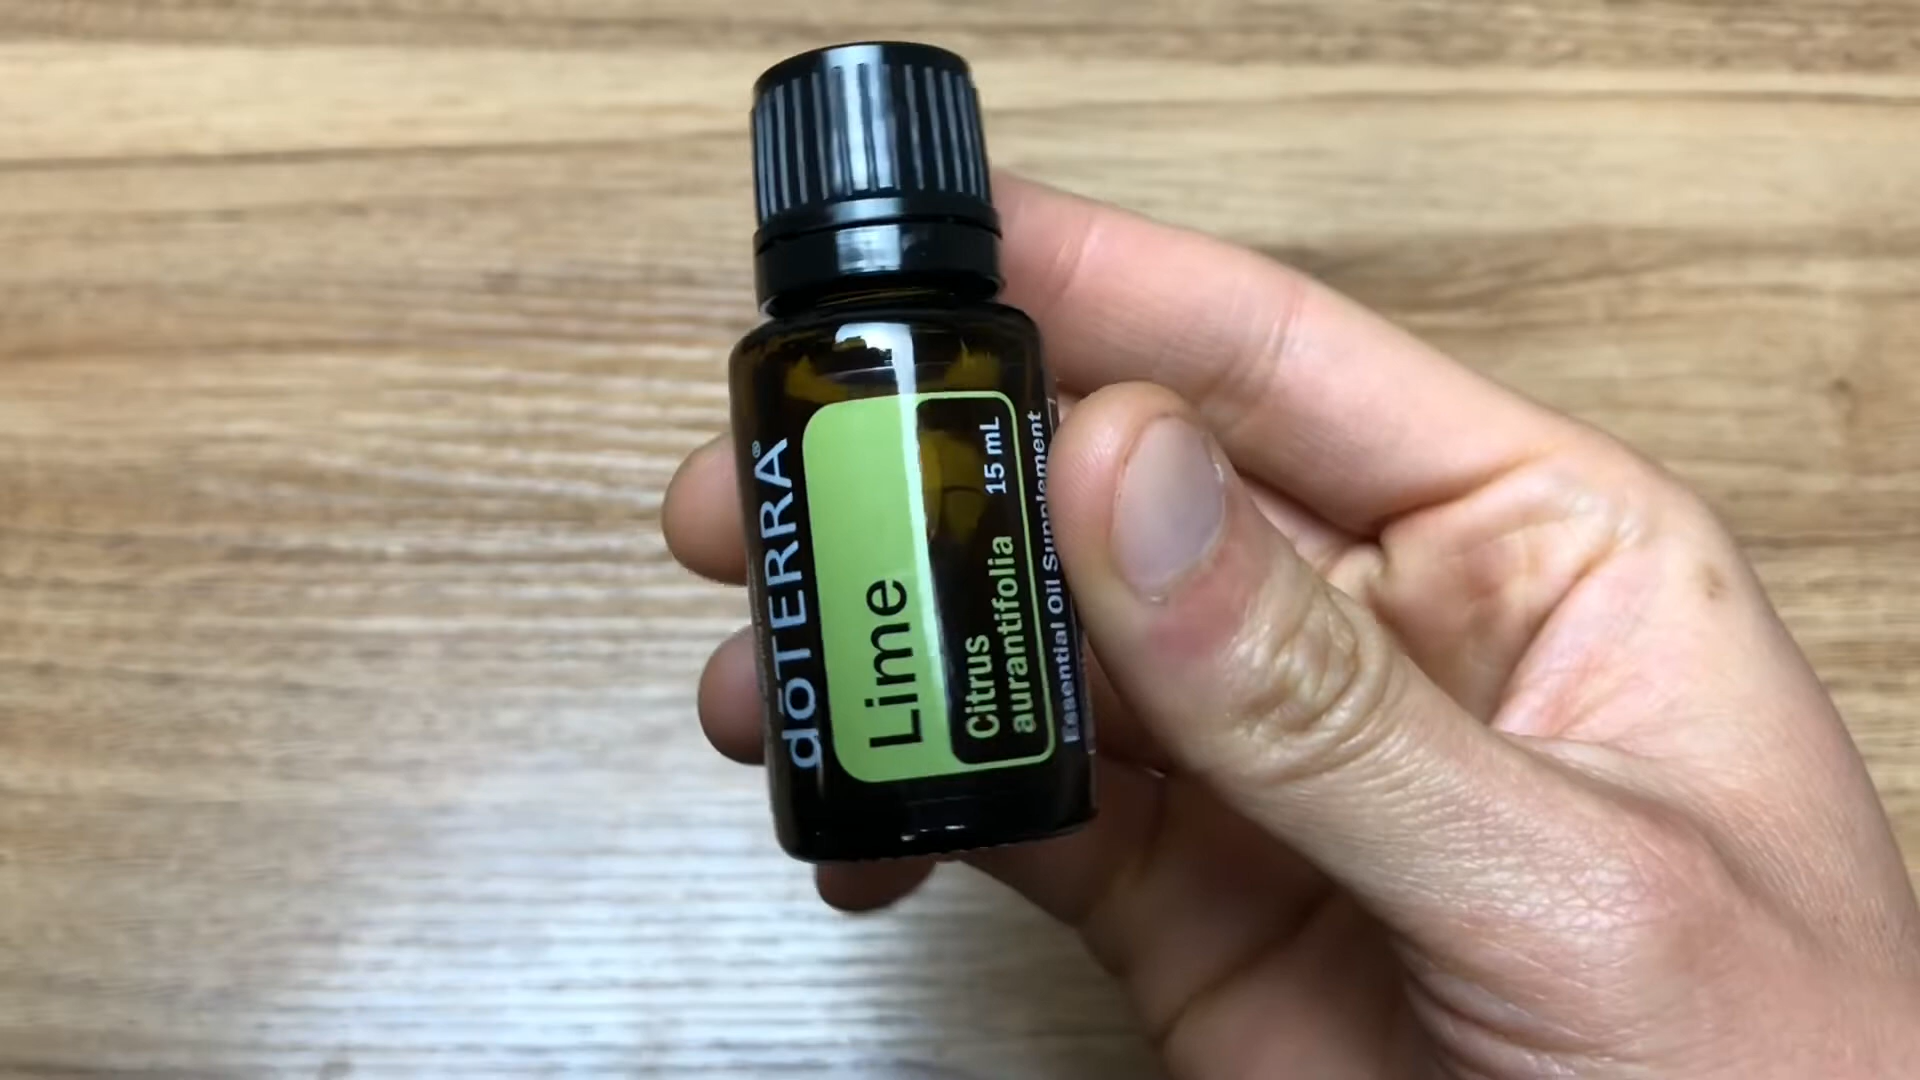 dōTERRA®
Lime
Citrus
aurantifolia 15 mL
Essential Oil Supplement